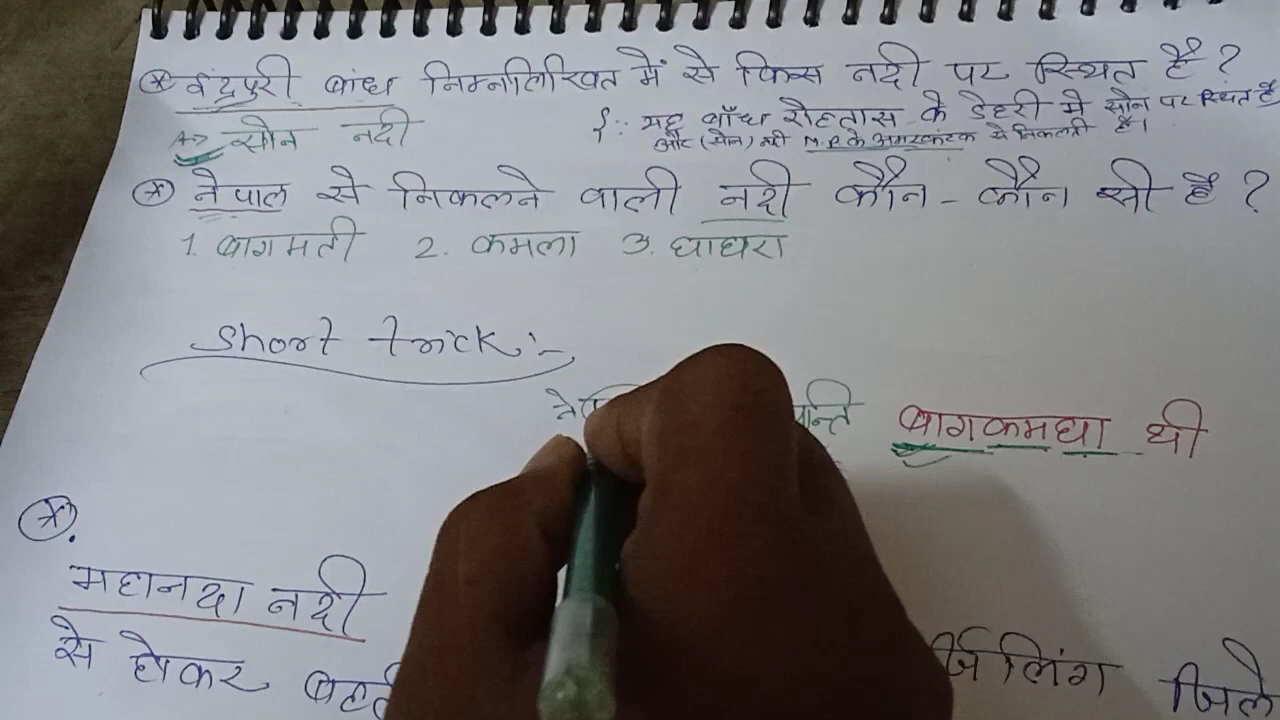 * इंद्रपुरी बांध निम्नलिखित में से किस नदी पर स्थित है ?
A→ सोन नदी
{∵ यह बाँध रोहतास के डेहरी में सोन पर स्थित है
और (सोन) नदी M.P. के अमरकंटक से निकलती है।
* नेपाल से निकलने वाली नदी कौन - कौन सी है ?
1. बागमती 2. कमला 3. घाघरा
Short trick :-
बागकमघा थी
*.
महानन्दा नदी
से होकर जिले